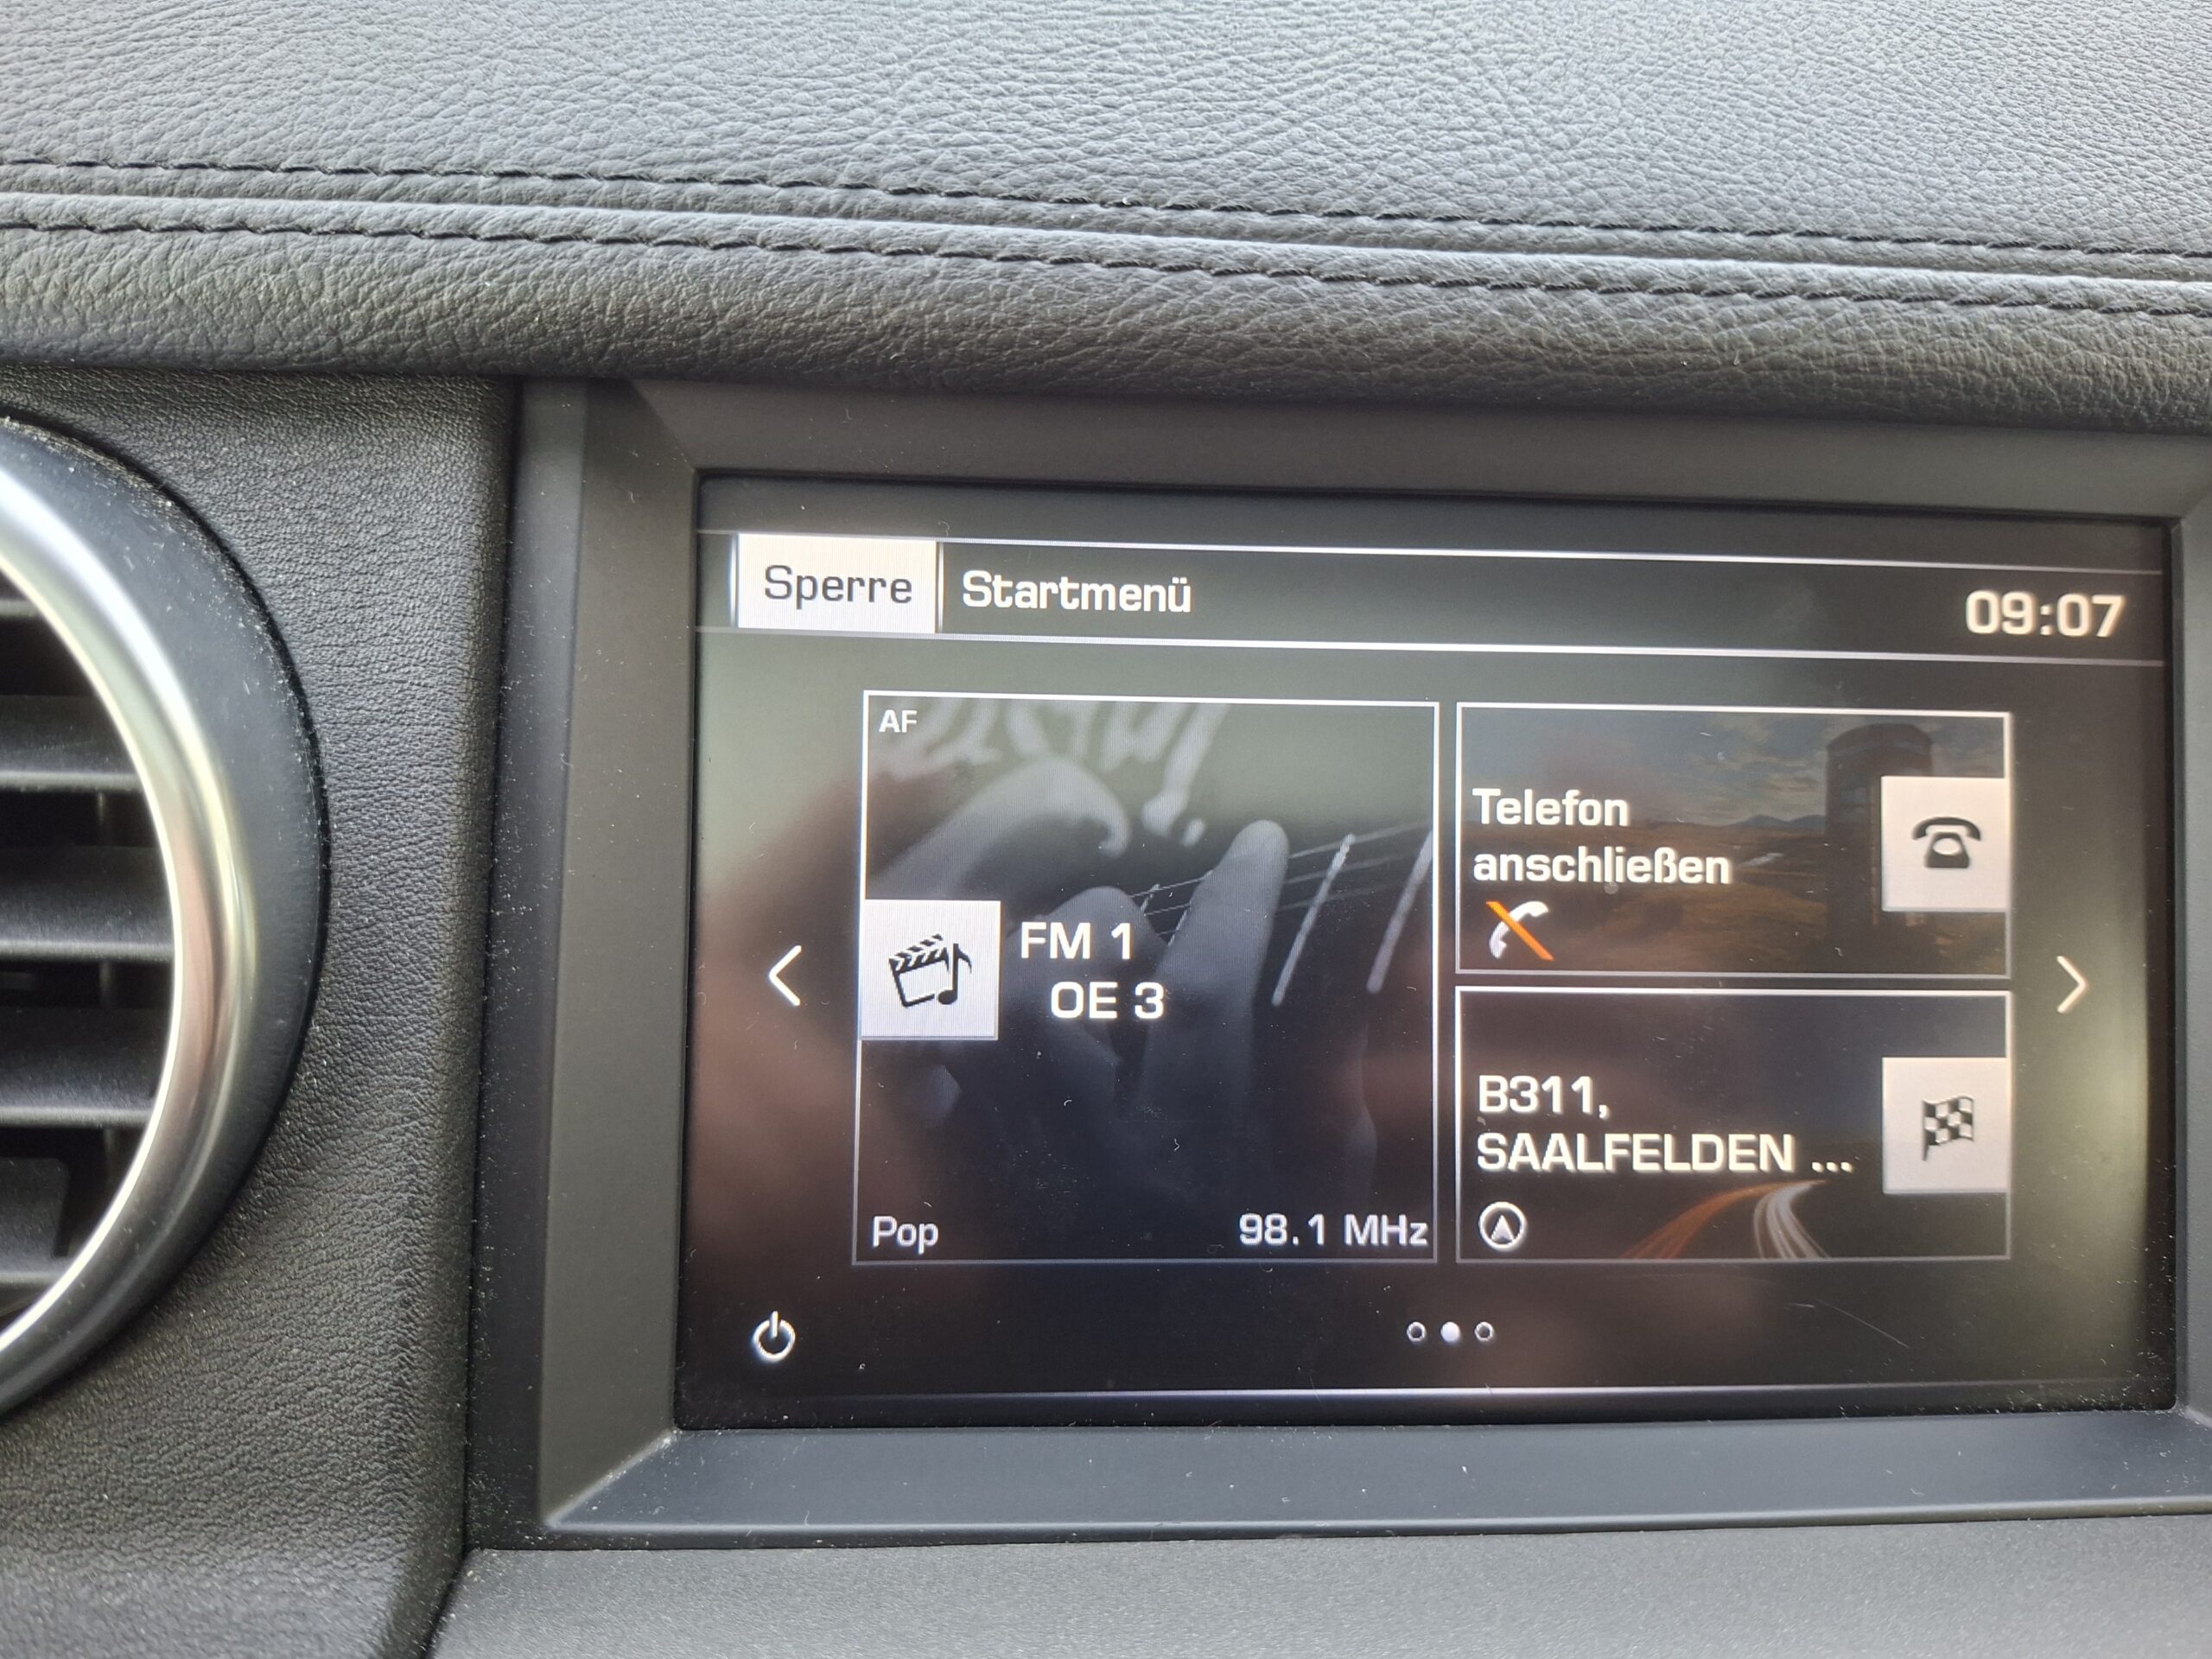 Sperre
Startmenü
09:07
AF
FM 1
OE 3
Pop
98.1 MHz
Telefon
anschließen
B311,
SAALFELDEN ...